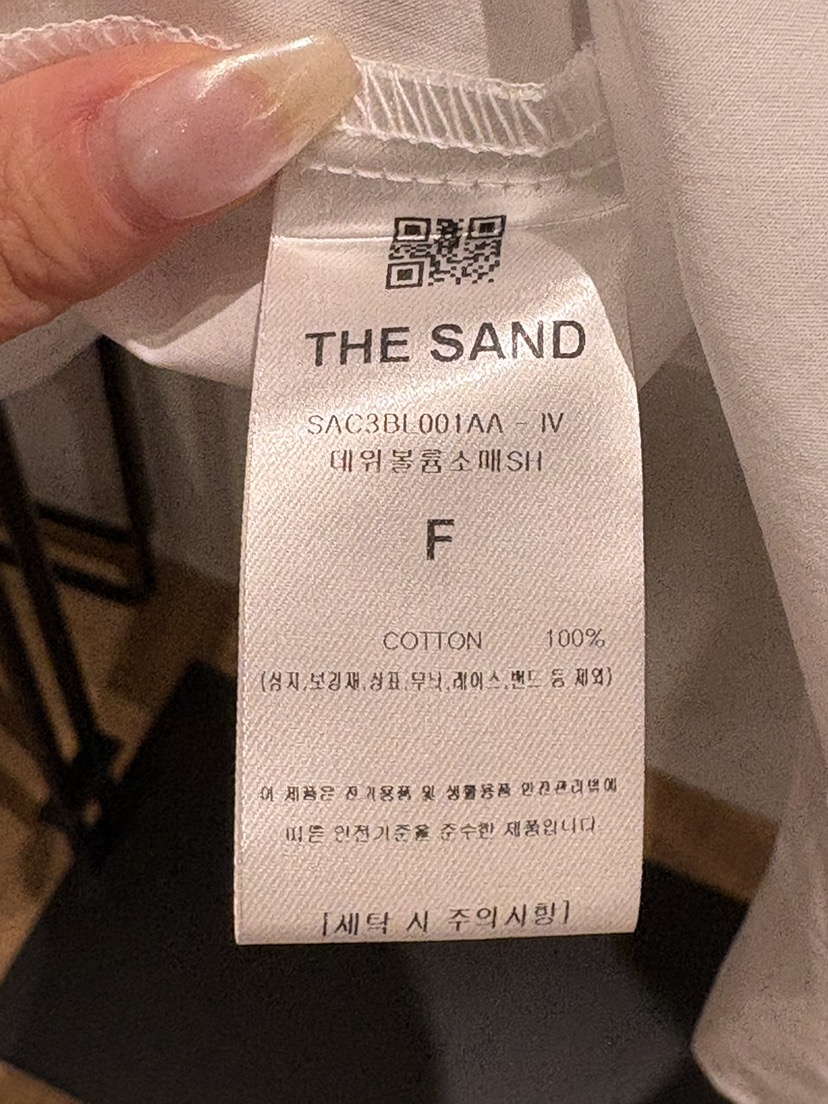 THE SAND
SAC3BL001AA - IV
데위볼륨소매SH
F
COTTON 100%
(심지,보강재,상표,무늬,레이스,밴드 등 제외)
이 제품은 전기용품 및 생활용품 안전관리법에
따른 안전기준을 준수한 제품입니다.
[세탁 시 주의사항]